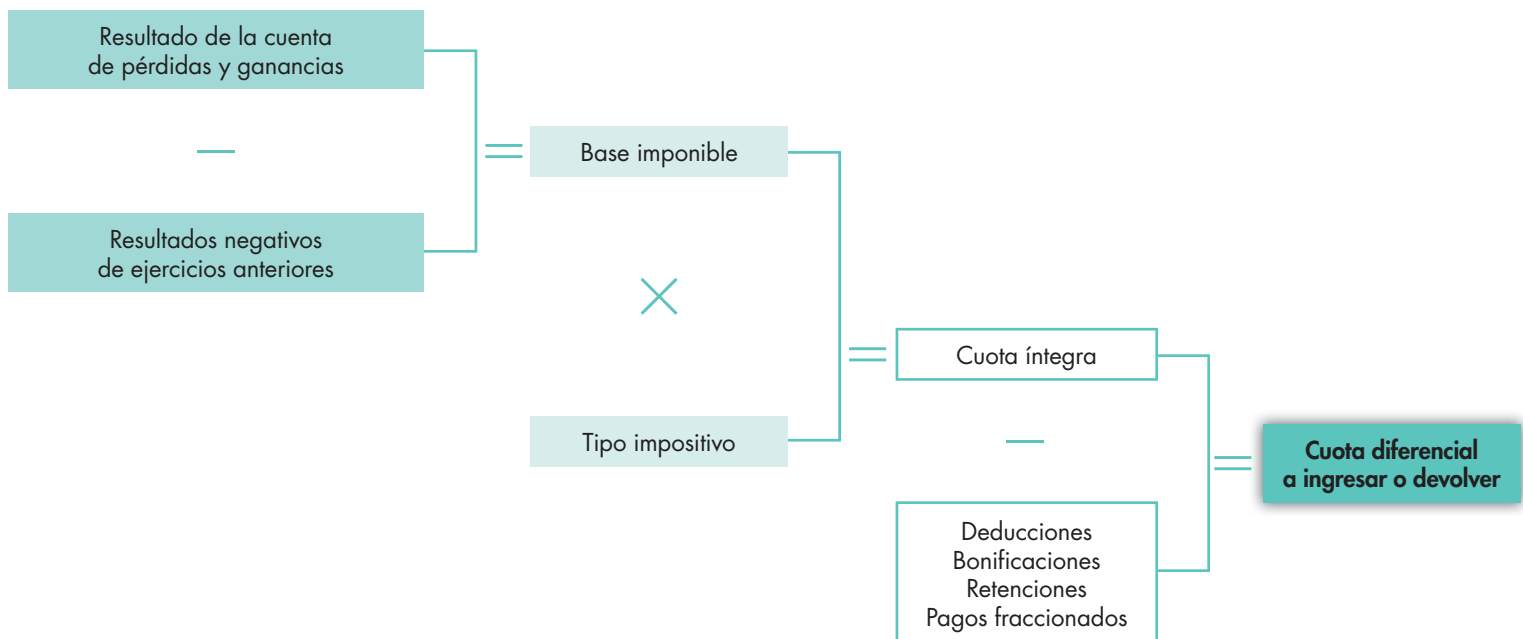 Resultado de la cuenta
de pérdidas y ganancias
—
Resultados negativos
de ejercicios anteriores
=
Base imponible
×
Tipo impositivo
=
Cuota íntegra
—
Deducciones
Bonificaciones
Retenciones
Pagos fraccionados
=
Cuota diferencial
a ingresar o devolver